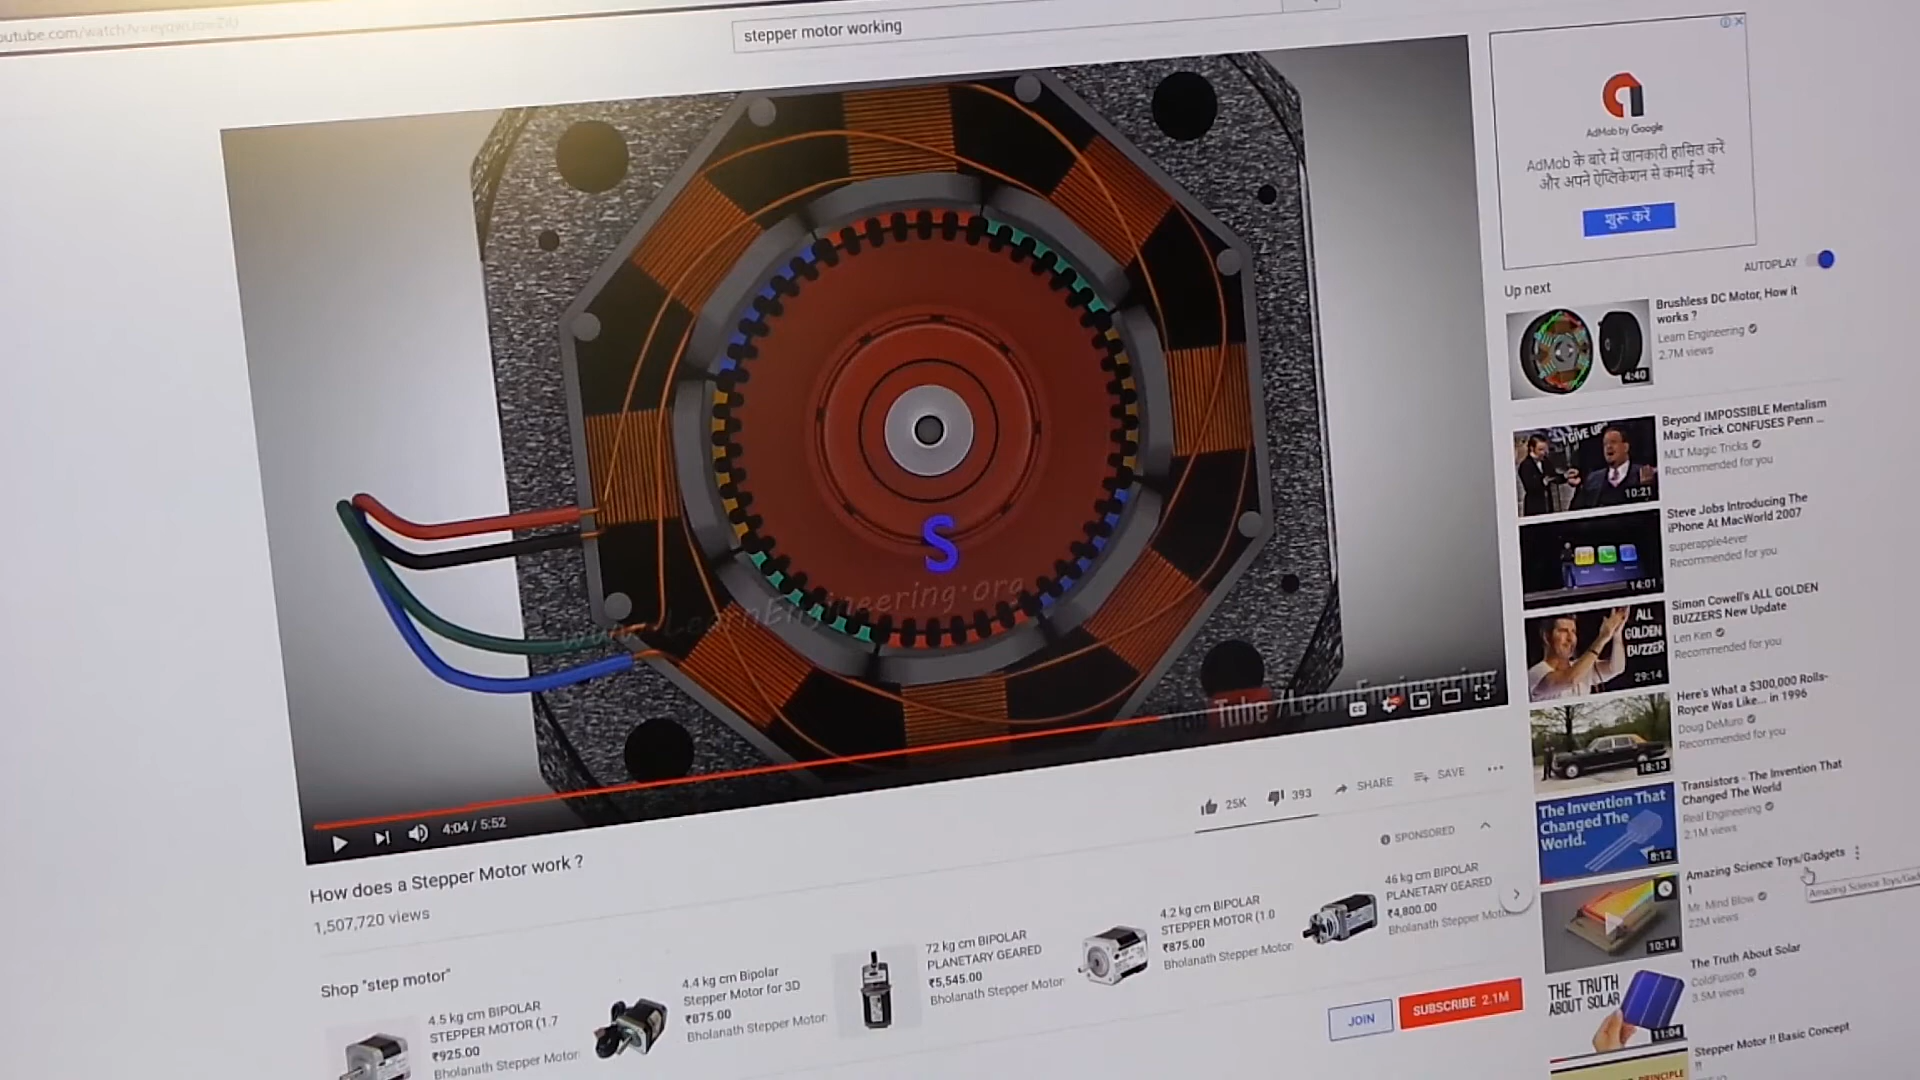 stepper motor working
S
www.LearnEngineering.org
Tube /LearnEngineering
CC
4:04 / 5:52
How does a Stepper Motor work ?
1,507,720 views
25K
393
SHARE
SAVE
SPONSORED
Shop "step motor"
4.5 kg cm BIPOLAR
STEPPER MOTOR (1.7
₹925.00
Bholanath Stepper Motor
4.4 kg cm Bipolar
Stepper Motor for 3D
₹875.00
Bholanath Stepper Motor
72 kg cm BIPOLAR
PLANETARY GEARED
₹5,545.00
Bholanath Stepper Motor
4.2 kg cm BIPOLAR
STEPPER MOTOR (1.0
₹875.00
Bholanath Stepper Motor
46 kg cm BIPOLAR
PLANETARY GEARED
₹4,800.00
Bholanath Stepper
JOIN
SUBSCRIBE 2.1M
AdMob by Google
AdMob के बारे में जानकारी हासिल करें
और अपने ऐप्लिकेशन से कमाई करें
शुरू करें
AUTOPLAY
Up next
4:40
Brushless DC Motor, How it
works ?
Learn Engineering
2.7M views
I GIVE UP
10:21
Beyond IMPOSSIBLE Mentalism
Magic Trick CONFUSES Penn ...
MLT Magic Tricks
Recommended for you
14:01
Steve Jobs Introducing The
iPhone At MacWorld 2007
superapple4ever
Recommended for you
ALL
GOLDEN
BUZZER
29:14
Simon Cowell's ALL GOLDEN
BUZZERS New Update
Len Ken
Recommended for you
18:13
Here's What a $300,000 Rolls-
Royce Was Like... in 1996
Doug DeMuro
Recommended for you
The Invention That
Changed The
World.
8:12
Transistors - The Invention That
Changed The World
Real Engineering
2.1M views
10:14
Amazing Science Toys/Gadgets
1
Mr. Mind Blow
22M views
Amazing Science Toys/Gad
THE TRUTH
ABOUT SOLAR
11:04
The Truth About Solar
ColdFusion
3.5M views
Stepper Motor !! Basic Concept
!!
PRINCIPLE